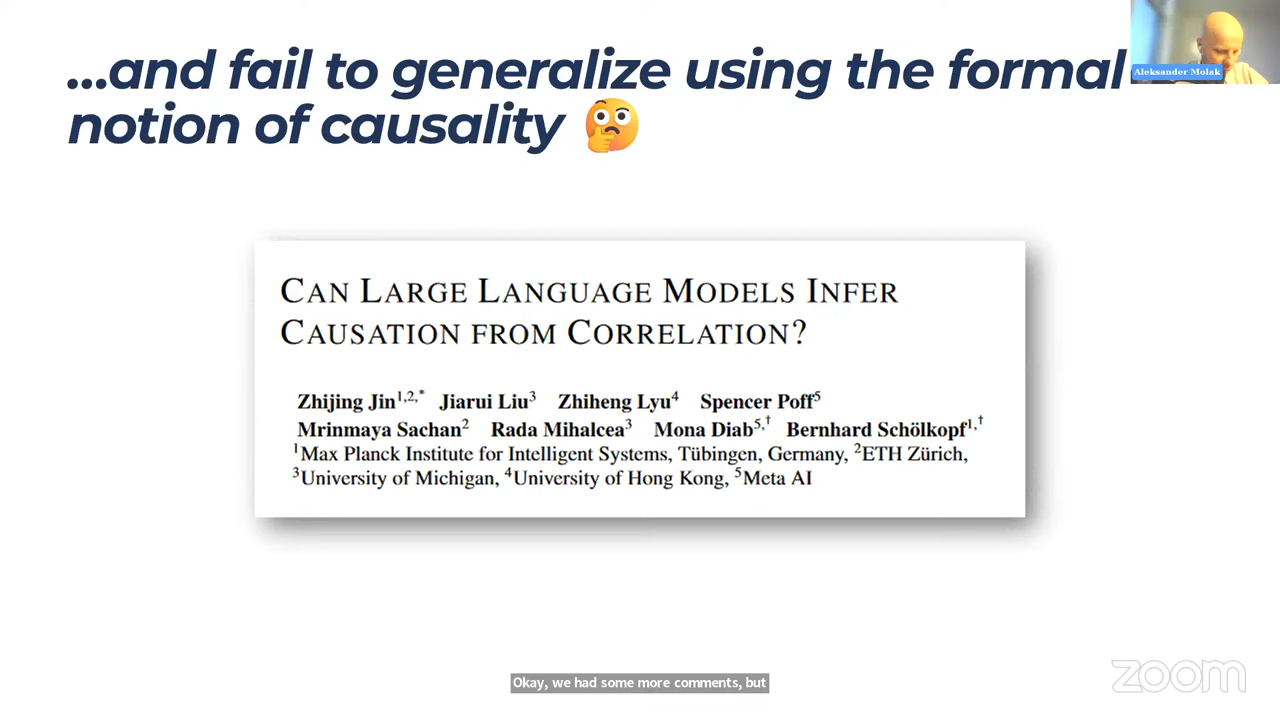 ...and fail to generalize using the formal
notion of causality 🤔
Aleksander Molak
CAN LARGE LANGUAGE MODELS INFER
CAUSATION FROM CORRELATION?
Zhijing Jin1,2,* Jiarui Liu3 Zhiheng Lyu4 Spencer Poff5
Mrinmaya Sachan2 Rada Mihalcea3 Mona Diab5,† Bernhard Schölkopf1,†
1Max Planck Institute for Intelligent Systems, Tübingen, Germany, 2ETH Zürich,
3University of Michigan, 4University of Hong Kong, 5Meta AI
Okay, we had some more comments, but
zoom